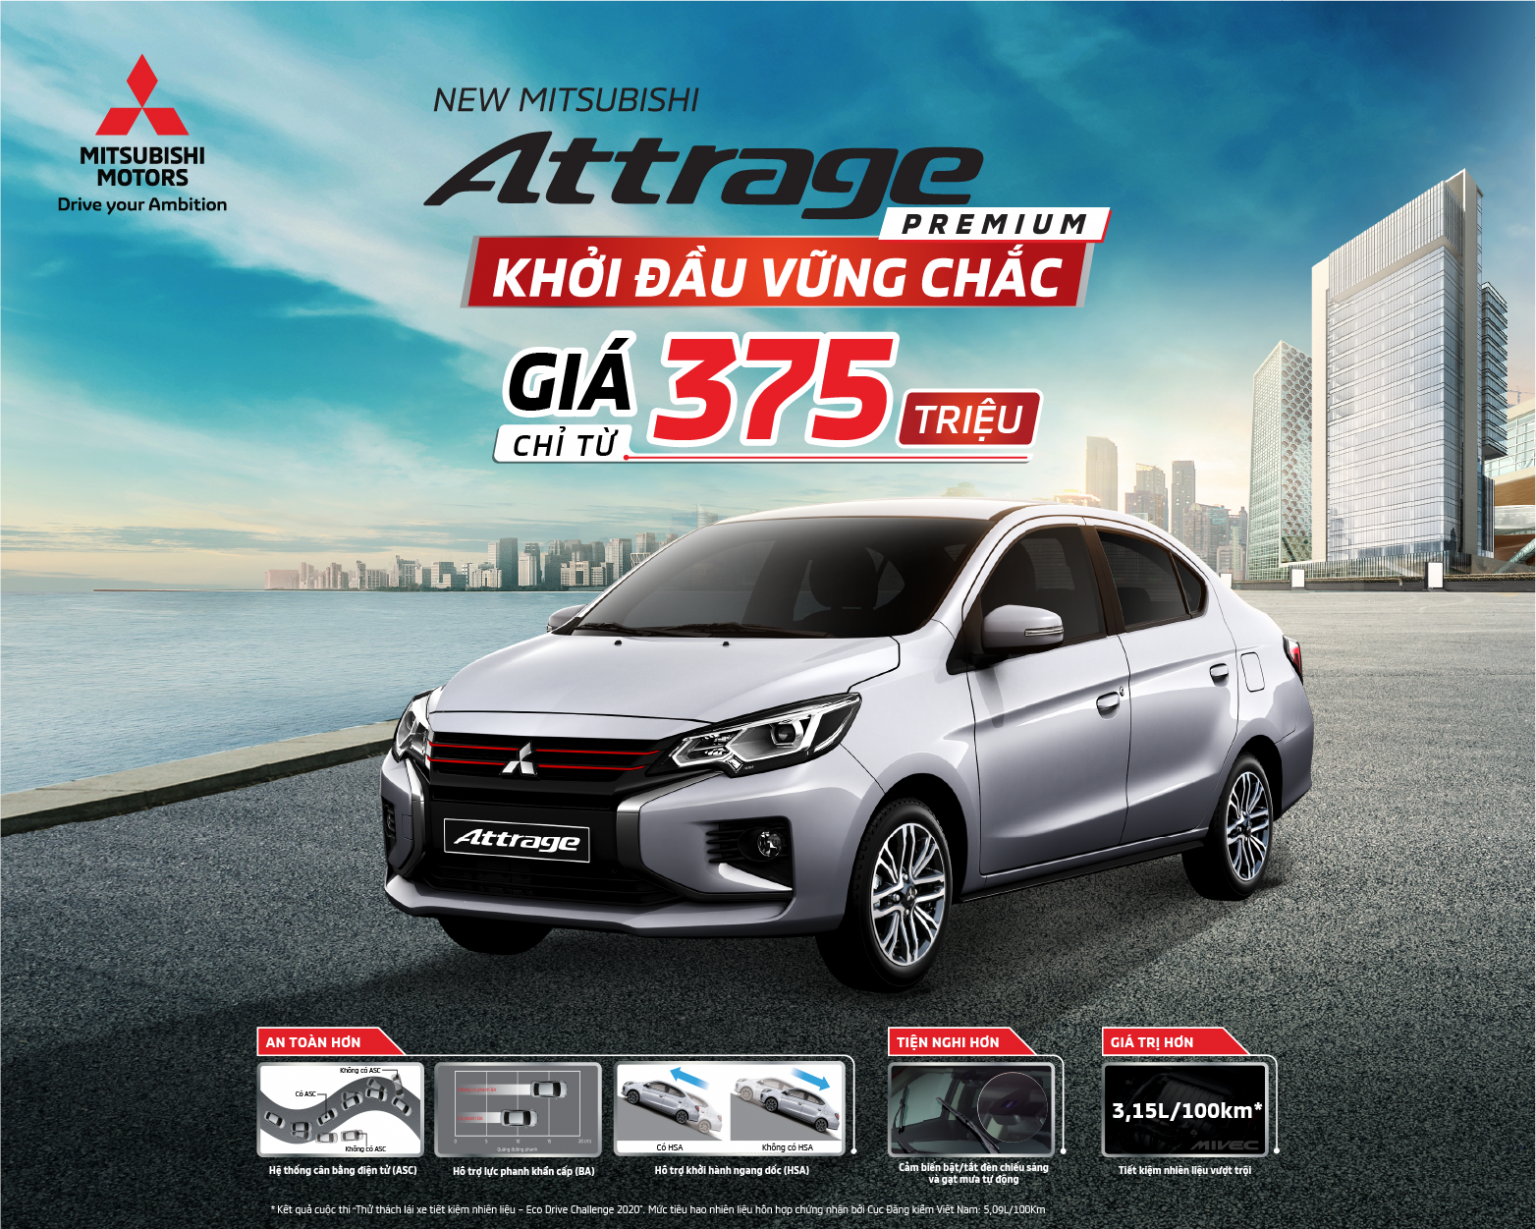 MITSUBISHI
MOTORS
Drive your Ambition
NEW MITSUBISHI
Attrage
PREMIUM
KHỞI ĐẦU VỮNG CHẮC
GIÁ
CHỈ TỪ
375
TRIỆU
Attrage
AN TOÀN HƠN
Không có ASC
Có ASC
Không có ASC
Hệ thống cân bằng điện tử (ASC)
0 5 10 15
Hỗ trợ lực phanh khẩn cấp (BA)
Có HSA
Không có HSA
Hỗ trợ khởi hành ngang dốc (HSA)
TIỆN NGHI HƠN
Cảm biến bật/tắt đèn chiếu sáng
và gạt mưa tự động
GIÁ TRỊ HƠN
3,15L/100km*
MIVEC
Tiết kiệm nhiên liệu vượt trội
* Kết quả cuộc thi "Thử thách lái xe tiết kiệm nhiên liệu – Eco Drive Challenge 2020". Mức tiêu hao nhiên liệu hỗn hợp chứng nhận bởi Cục Đăng kiểm Việt Nam: 5,09L/100Km